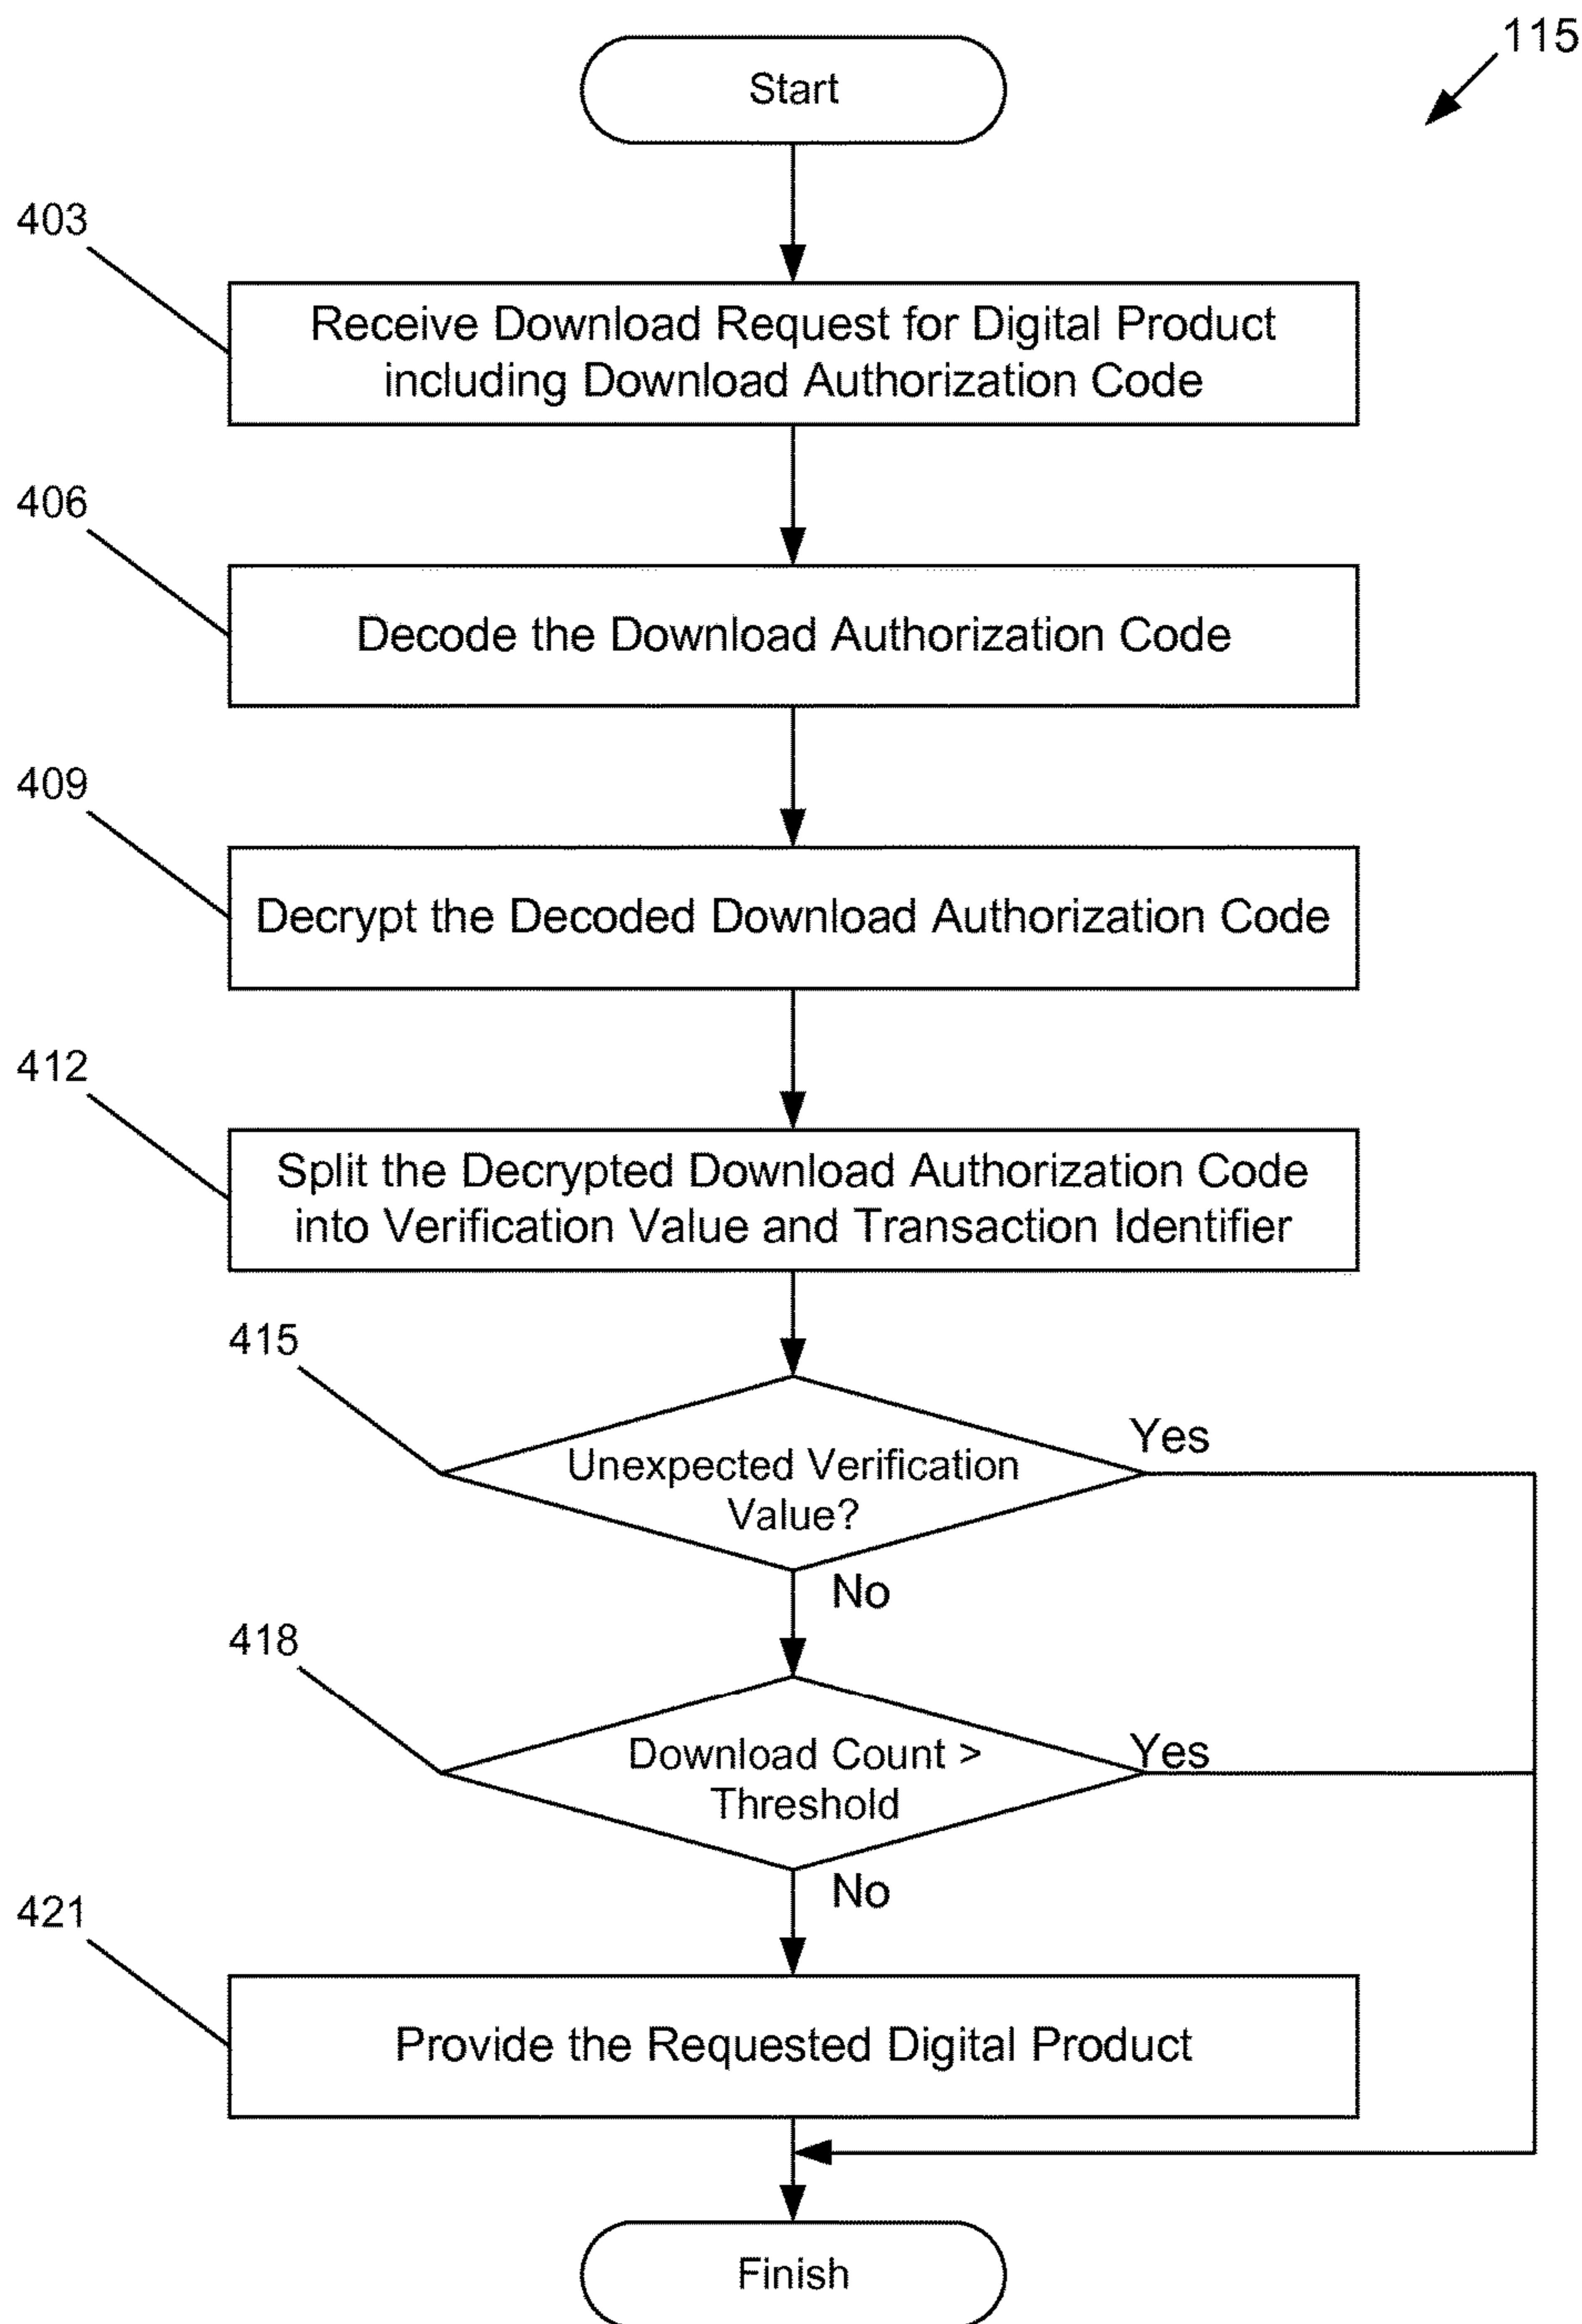 115
Start
403
Receive Download Request for Digital Product
including Download Authorization Code
406
Decode the Download Authorization Code
409
Decrypt the Decoded Download Authorization Code
412
Split the Decrypted Download Authorization Code
into Verification Value and Transaction Identifier
415
Unexpected Verification
Value?
Yes
No
418
Download Count >
Threshold
Yes
No
421
Provide the Requested Digital Product
Finish